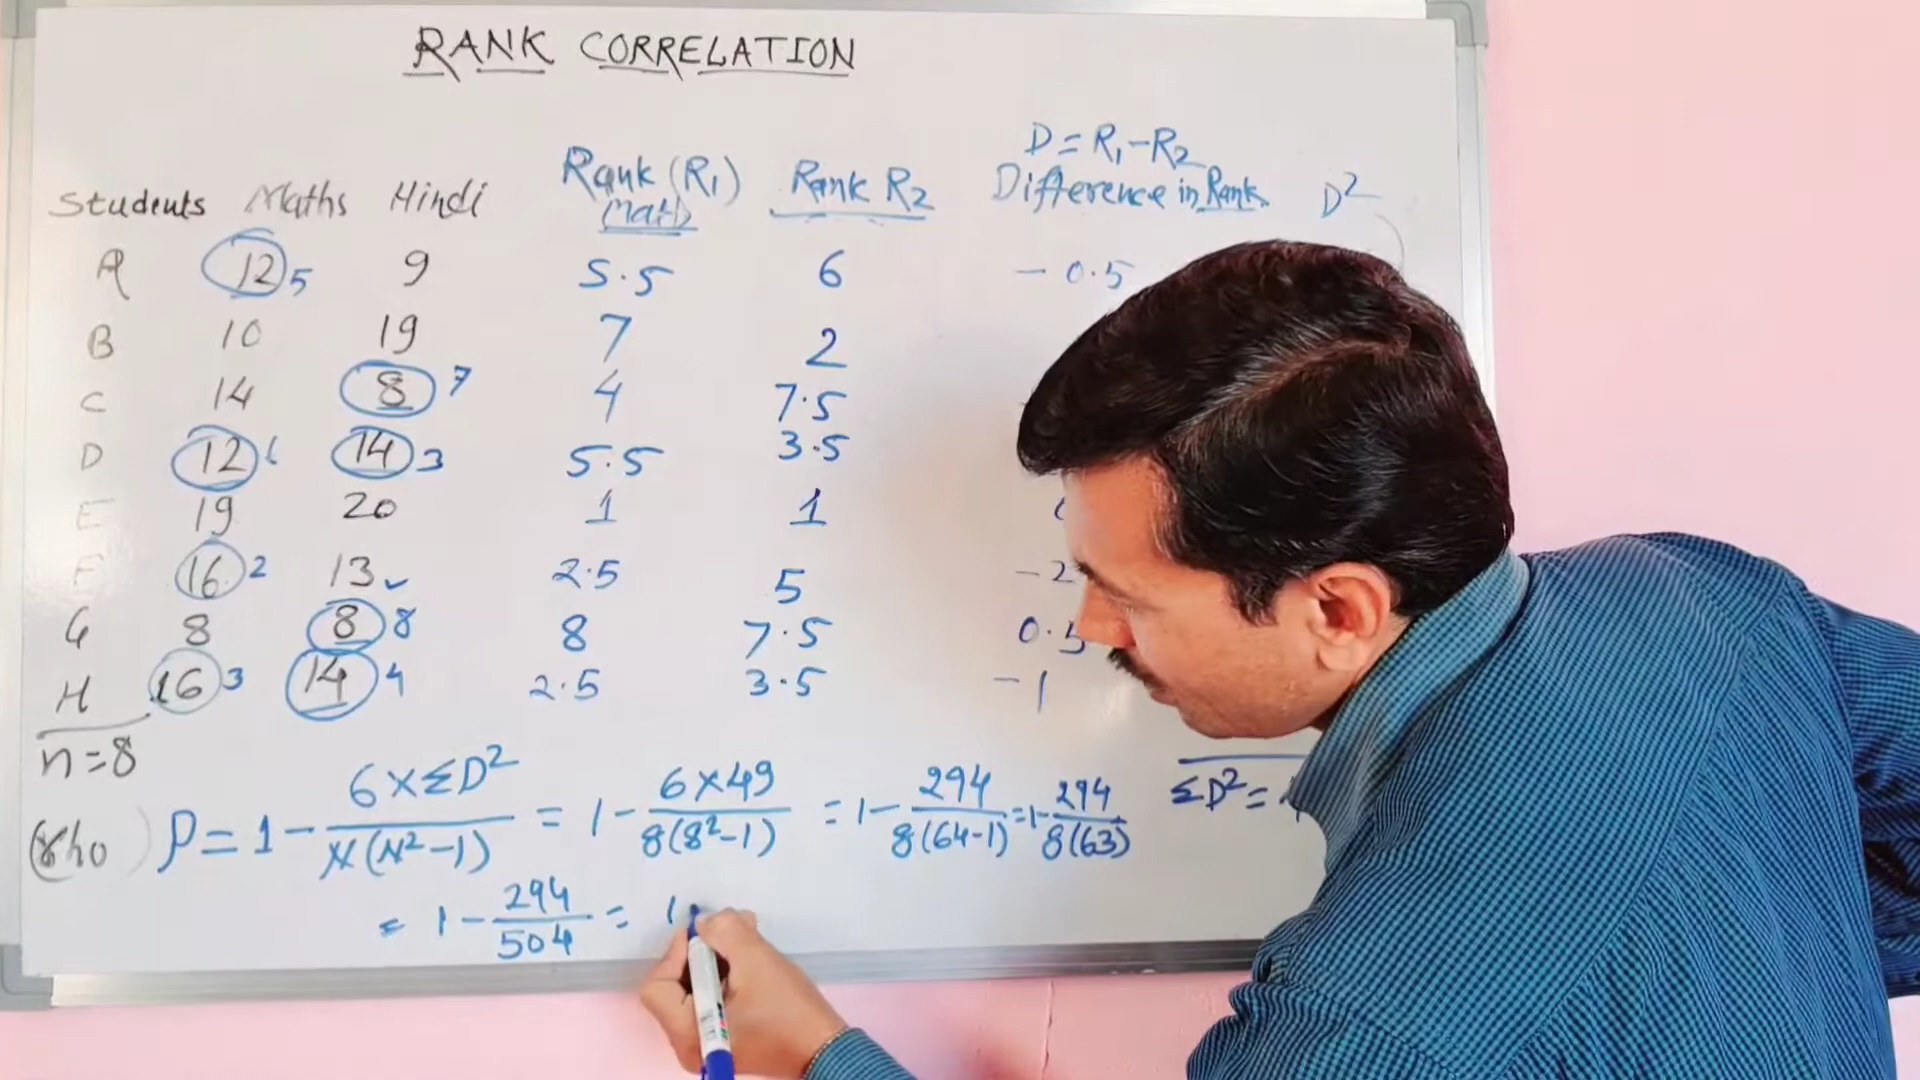 RANK CORRELATION
D = R₁-R₂
Students Maths Hindi Rank (R₁) Math Rank R₂ Difference in Rank D²
A 12 5 9 5.5 6 - 0.5
B 10 19 7 2
C 14 8 7 4 7.5
D 12 6 14 3 5.5 3.5
E 19 20 1 1
F 16 2 13 ✓ 2.5 5 - 2
G 8 8 8 8 7.5 0.5
H 16 3 14 4 2.5 3.5 - 1
n = 8 ΣD² =
(rho) ρ = 1 - 6×ΣD² / N(N²-1) = 1 - 6×49 / 8(8²-1) = 1 - 294 / 8(64-1) = 1 - 294 / 8(63)
= 1 - 294 / 504 = 1